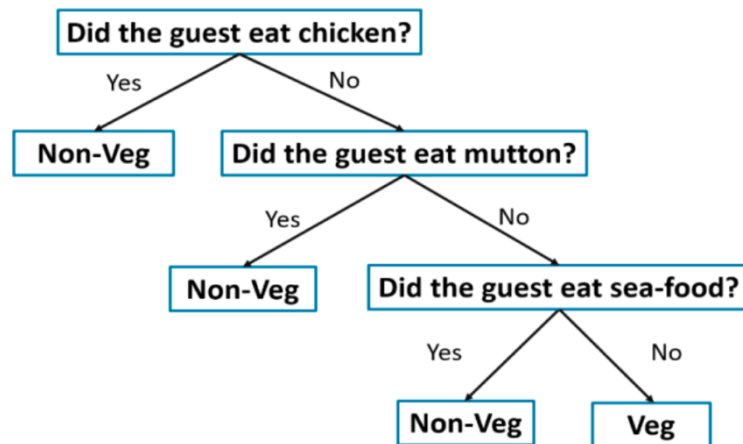 Did the guest eat chicken?
Yes
No
Non-Veg
Did the guest eat mutton?
Yes
No
Non-Veg
Did the guest eat sea-food?
Yes
No
Non-Veg
Veg